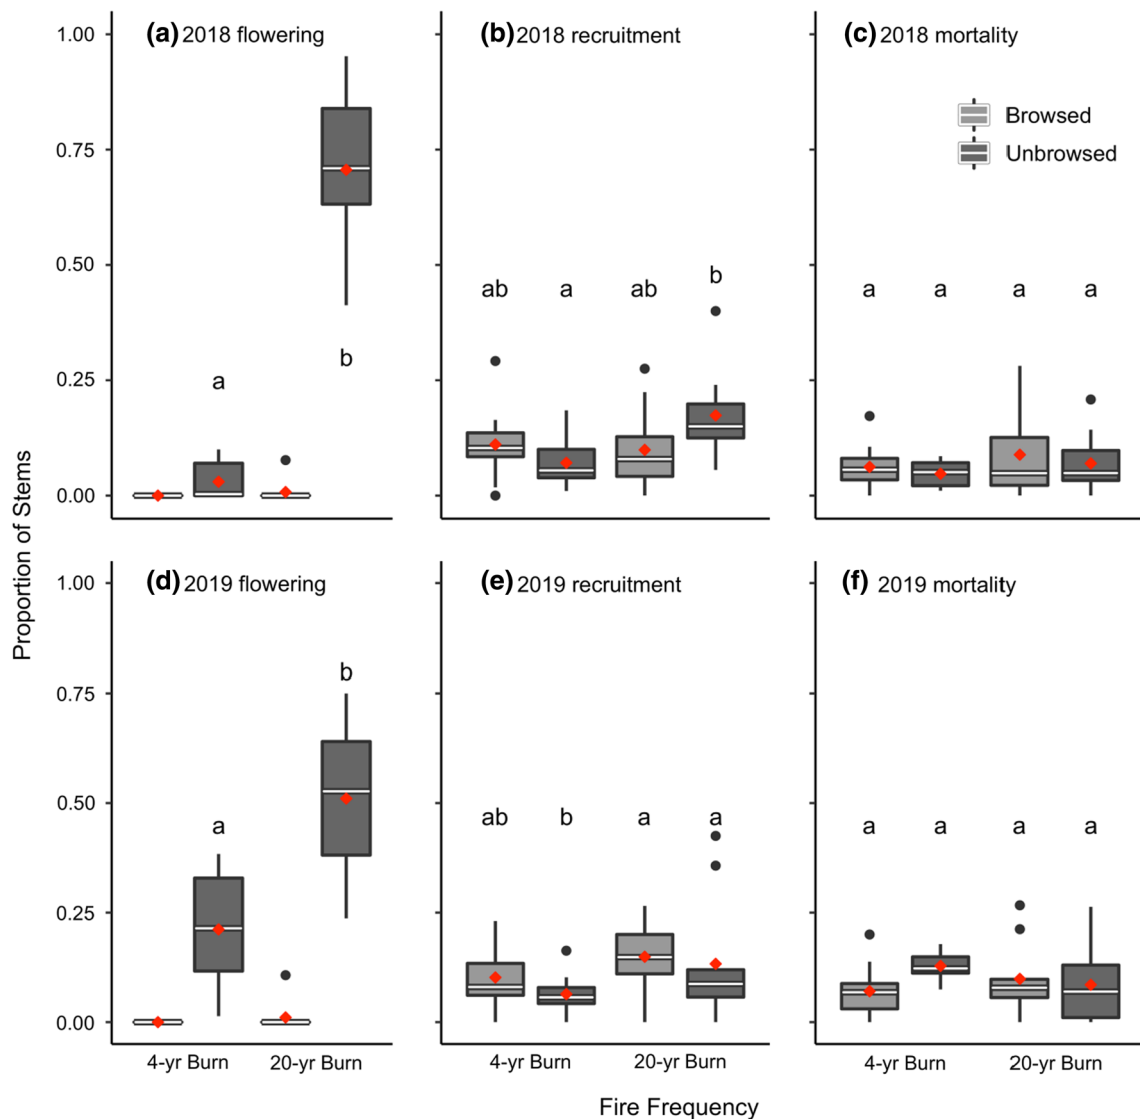 (a) 2018 flowering
(b) 2018 recruitment
(c) 2018 mortality
Browsed
Unbrowsed
1.00
0.75
0.50
0.25
0.00
a
b
ab
a
ab
b
a
a
a
a
Proportion of Stems
(d) 2019 flowering
(e) 2019 recruitment
(f) 2019 mortality
1.00
0.75
0.50
0.25
0.00
a
b
ab
b
a
a
a
a
a
a
4-yr Burn
20-yr Burn
4-yr Burn
20-yr Burn
4-yr Burn
20-yr Burn
Fire Frequency